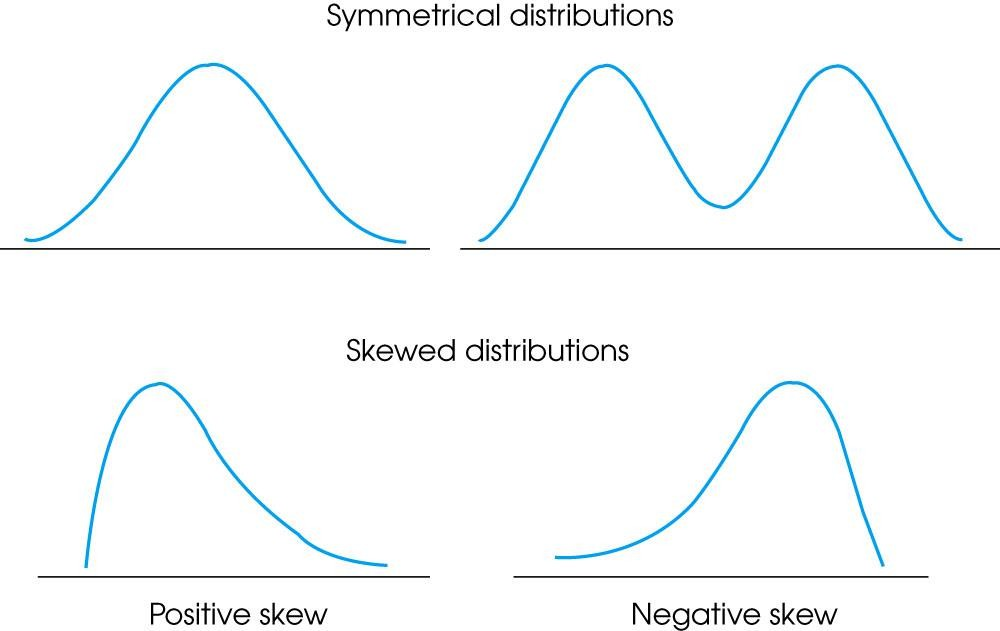 Symmetrical distributions
Skewed distributions
Positive skew
Negative skew